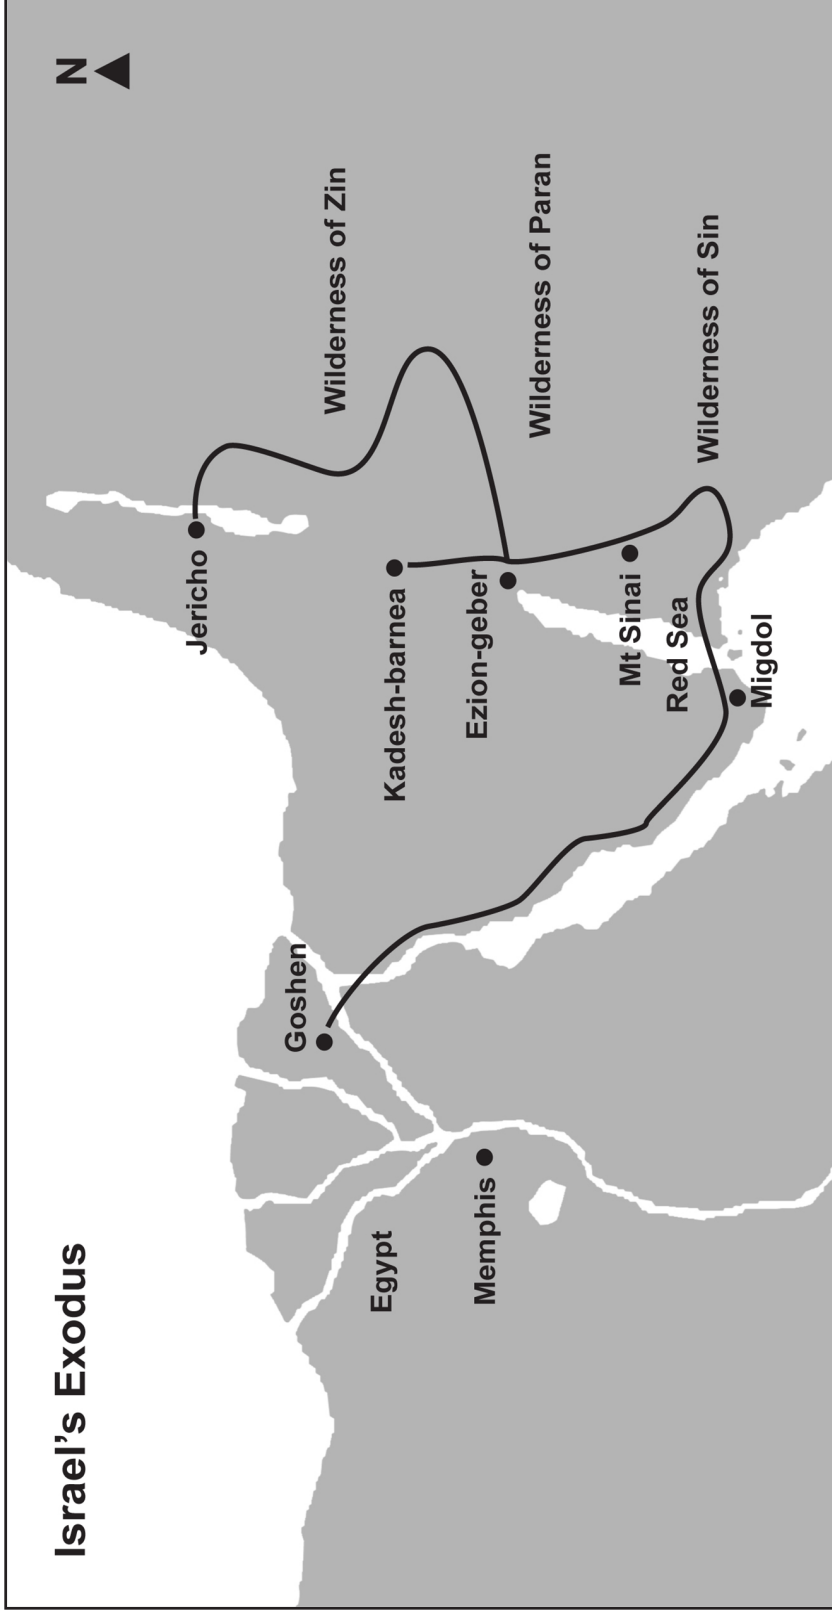 Israel's Exodus
N
Jericho
Goshen
Wilderness of Zin
Egypt
Kadesh-barnea
Ezion-geber
Memphis
Wilderness of Paran
Mt Sinai
Red Sea
Wilderness of Sin
Migdol